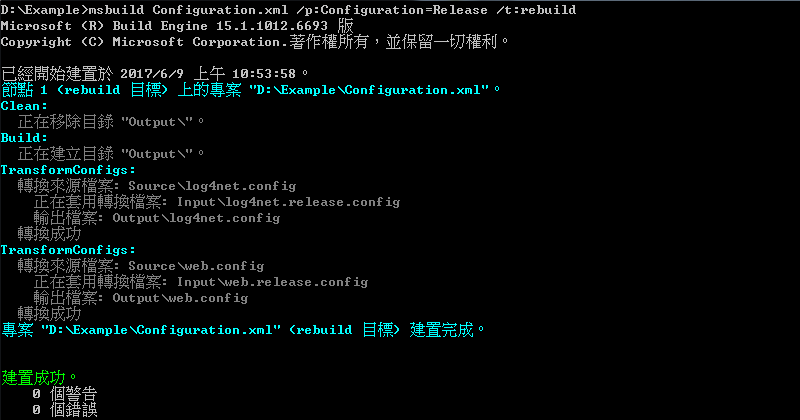 D:\Example>msbuild Configuration.xml /p:Configuration=Release /t:rebuild
Microsoft (R) Build Engine 15.1.1012.6693 版
Copyright (C) Microsoft Corporation.著作權所有，並保留一切權利。
已經開始建置於 2017/6/9 上午 10:53:58。
節點 1 (rebuild 目標) 上的專案 "D:\Example\Configuration.xml"。
Clean:
正在移除目錄 "Output\"。
Build:
正在建立目錄 "Output\"。
TransformConfigs:
轉換來源檔案: Source\log4net.config
正在套用轉換檔案: Input\log4net.release.config
輸出檔案: Output\log4net.config
轉換成功
TransformConfigs:
轉換來源檔案: Source\web.config
正在套用轉換檔案: Input\web.release.config
輸出檔案: Output\web.config
轉換成功
專案 "D:\Example\Configuration.xml" (rebuild 目標) 建置完成。
建置成功。
0 個警告
0 個錯誤